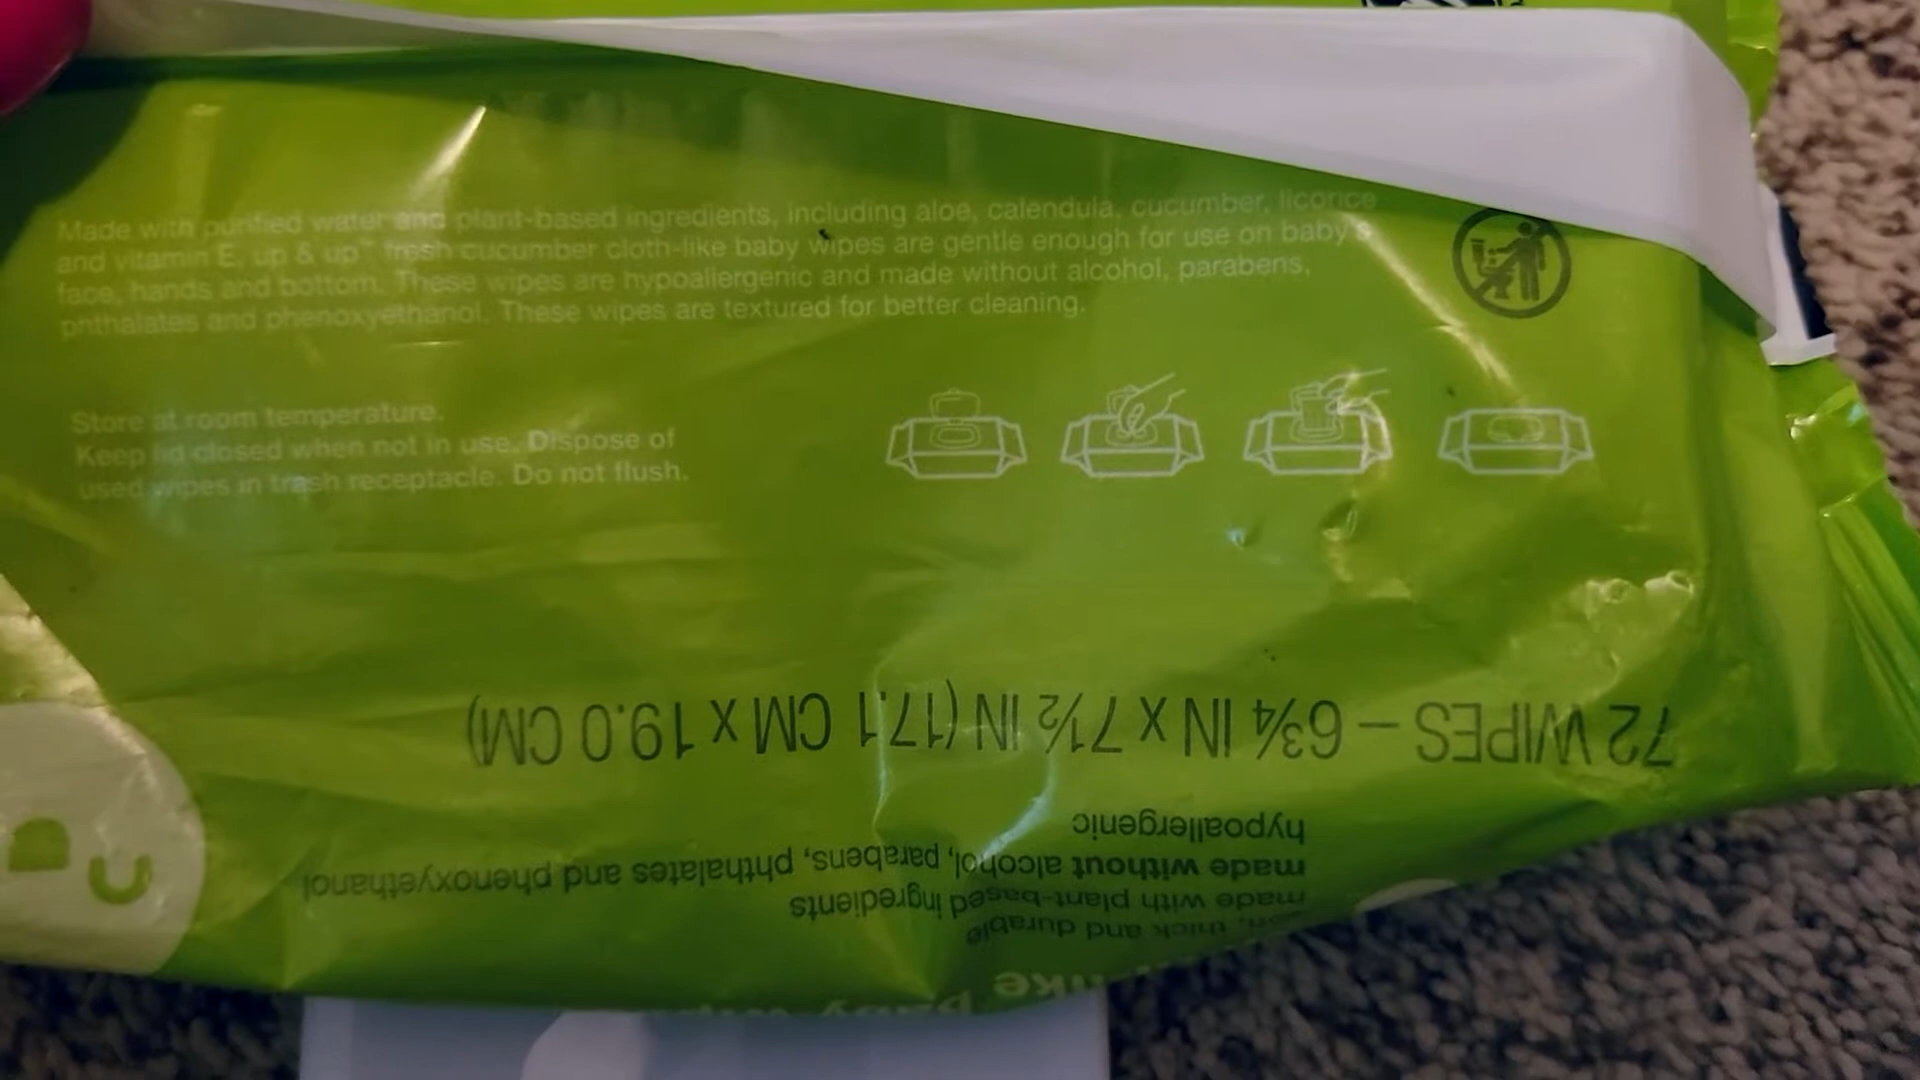 Made with purified water and plant-based ingredients, including aloe, calendula, cucumber, licorice
and vitamin E, up & up™ fresh cucumber cloth-like baby wipes are gentle enough for use on baby's
face, hands and bottom. These wipes are hypoallergenic and made without alcohol, parabens,
phthalates and phenoxyethanol. These wipes are textured for better cleaning.
Store at room temperature.
Keep lid closed when not in use. Dispose of
used wipes in trash receptacle. Do not flush.
baby
thick and durable
made with plant-based ingredients
made without alcohol, parabens, phthalates and phenoxyethanol
hypoallergenic
72 WIPES – 6¾ IN x 7½ IN (17.1 CM x 19.0 CM)